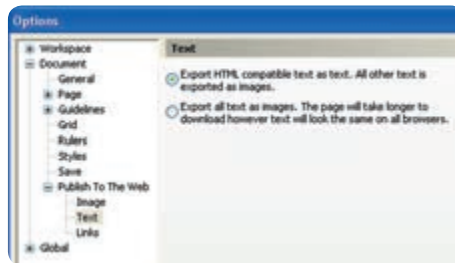 Options
Workspace
Document
General
Page
Guidelines
Grid
Rulers
Styles
Save
Publish To The Web
Image
Text
Links
Global
Text
Export HTML compatible text as text. All other text is
exported as images.
Export all text as images. The page will take longer to
download however text will look the same on all browsers.